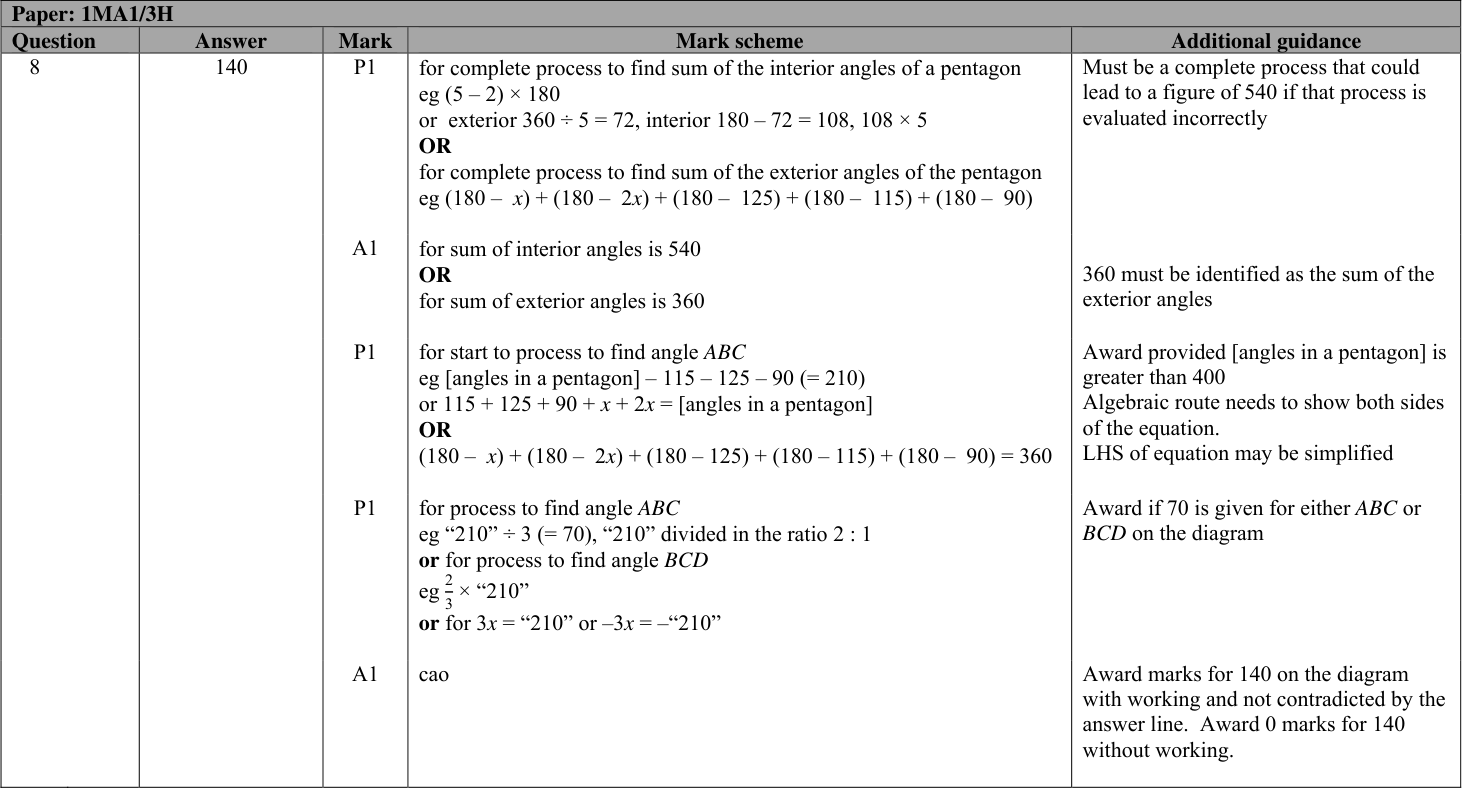 Paper: 1MA1/3H
Question Answer Mark Mark scheme Additional guidance
8 140 P1 for complete process to find sum of the interior angles of a pentagon
eg (5 – 2) × 180
or exterior 360 ÷ 5 = 72, interior 180 – 72 = 108, 108 × 5
OR
for complete process to find sum of the exterior angles of the pentagon
eg (180 – x) + (180 – 2x) + (180 – 125) + (180 – 115) + (180 – 90)
Must be a complete process that could
lead to a figure of 540 if that process is
evaluated incorrectly
A1 for sum of interior angles is 540
OR
for sum of exterior angles is 360
360 must be identified as the sum of the
exterior angles
P1 for start to process to find angle ABC
eg [angles in a pentagon] – 115 – 125 – 90 (= 210)
or 115 + 125 + 90 + x + 2x = [angles in a pentagon]
OR
(180 – x) + (180 – 2x) + (180 – 125) + (180 – 115) + (180 – 90) = 360
Award provided [angles in a pentagon] is
greater than 400
Algebraic route needs to show both sides
of the equation.
LHS of equation may be simplified
P1 for process to find angle ABC
eg “210” ÷ 3 (= 70), “210” divided in the ratio 2 : 1
or for process to find angle BCD
eg 2/3 × “210”
or for 3x = “210” or –3x = –“210”
Award if 70 is given for either ABC or
BCD on the diagram
A1 cao
Award marks for 140 on the diagram
with working and not contradicted by the
answer line. Award 0 marks for 140
without working.